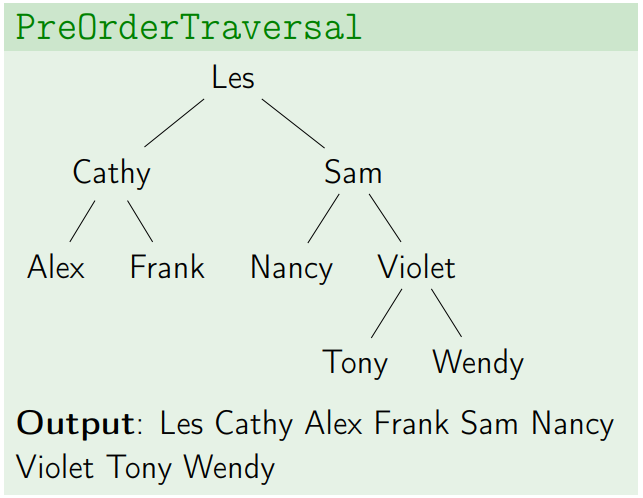 PreOrderTraversal
Les
Cathy Sam
Alex Frank Nancy Violet
Tony Wendy
Output: Les Cathy Alex Frank Sam Nancy
Violet Tony Wendy